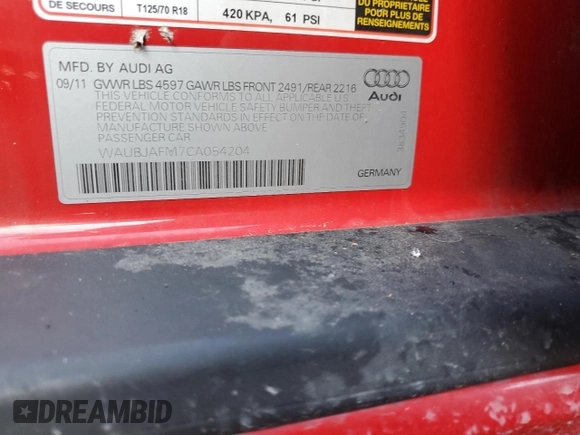 DE SECOURS T125/70 R18 420 KPA, 61 PSI
DU PROPRIETAIRE
POUR PLUS DE
RENSEIGNEMENTS
MFD. BY AUDI AG
09/11 GVWR LBS 4597 GAWR LBS FRONT 2491/REAR 2216
THIS VEHICLE CONFORMS TO ALL APPLICABLE U.S.
FEDERAL MOTOR VEHICLE SAFETY BUMPER AND THEFT
PREVENTION STANDARDS IN EFFECT ON THE DATE OF
MANUFACTURE SHOWN ABOVE
PASSENGER CAR
WAUBJAFM7CA054204
Audi
GERMANY
DREAMBID